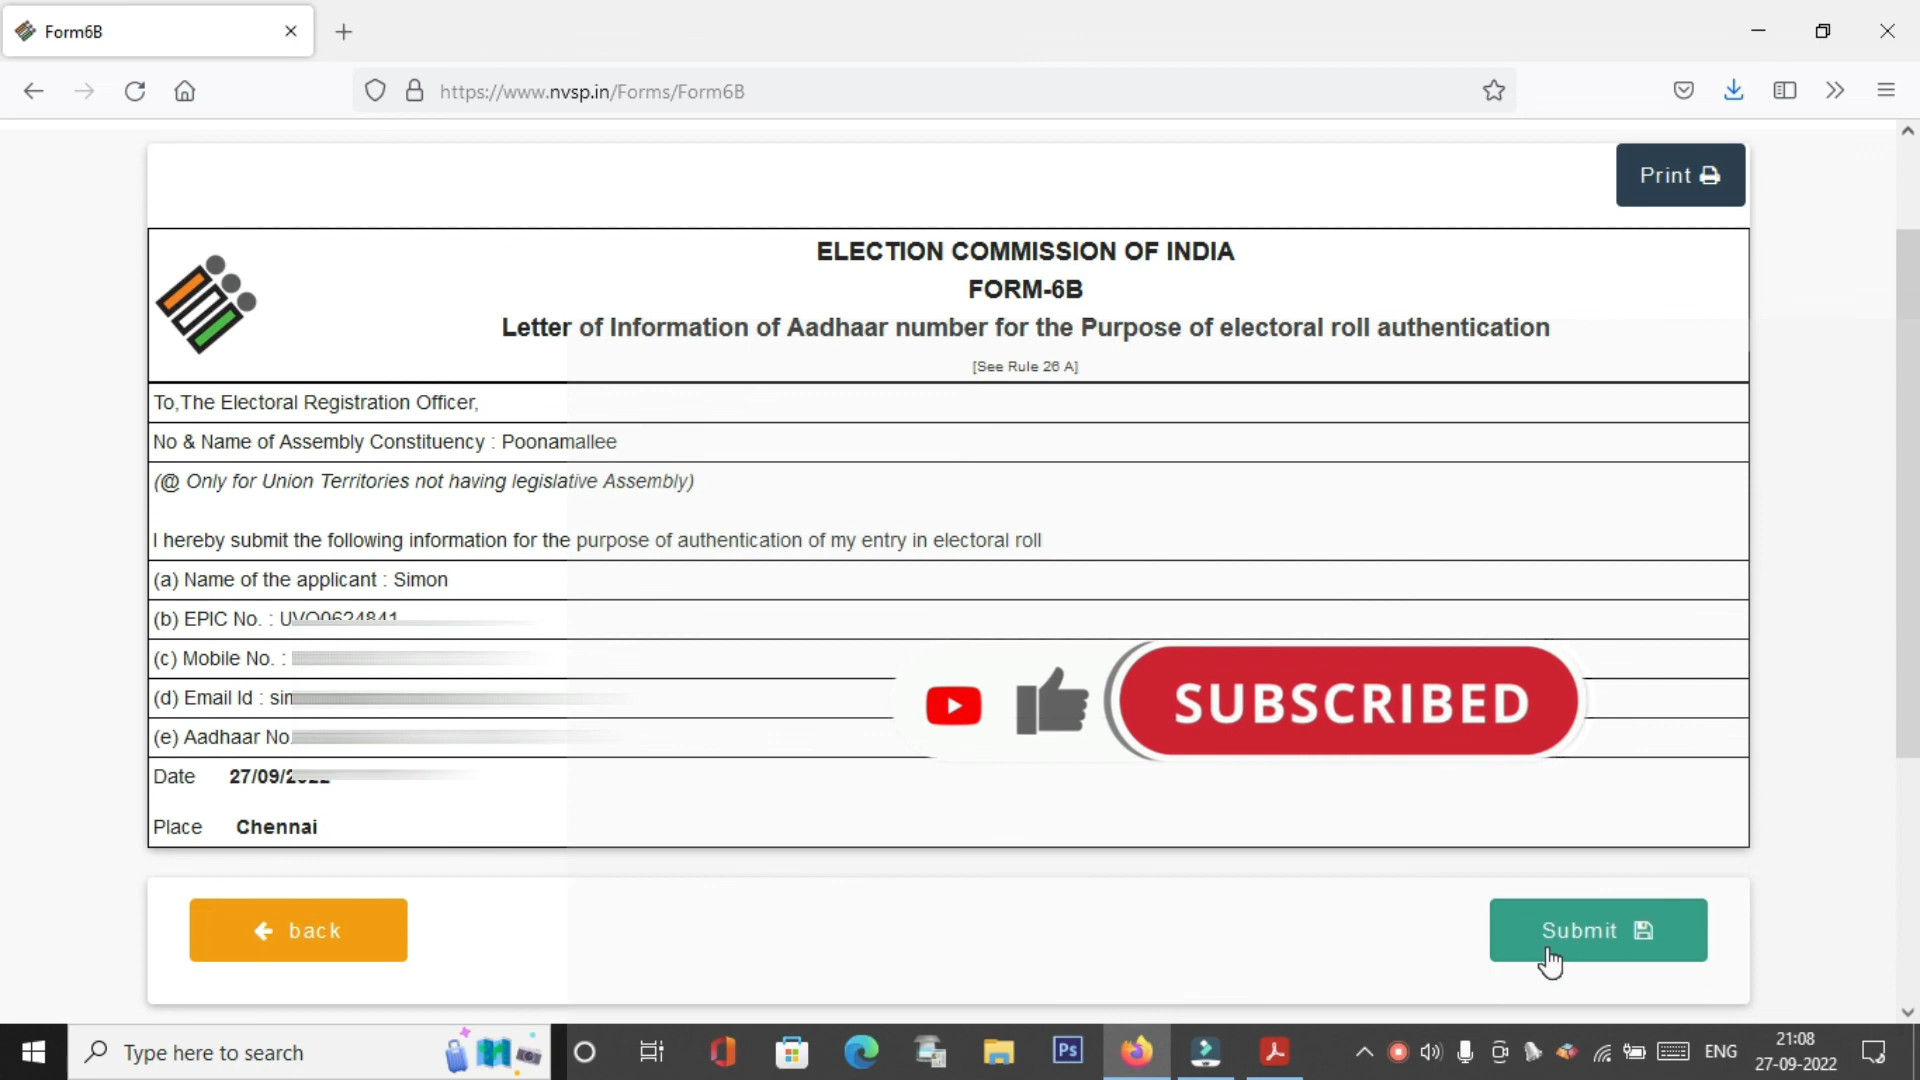 Form6B
https://www.nvsp.in/Forms/Form6B
Print
ELECTION COMMISSION OF INDIA
FORM-6B
Letter of Information of Aadhaar number for the Purpose of electoral roll authentication
[See Rule 26 A]
To,The Electoral Registration Officer,
No & Name of Assembly Constituency : Poonamallee
(@ Only for Union Territories not having legislative Assembly)
I hereby submit the following information for the purpose of authentication of my entry in electoral roll
(a) Name of the applicant : Simon
(b) EPIC No. :
(c) Mobile No. :
(d) Email Id :
(e) Aadhaar No
SUBSCRIBED
Date
Place Chennai
back
Submit
Type here to search
Ps
ENG
21:08
27-09-2022